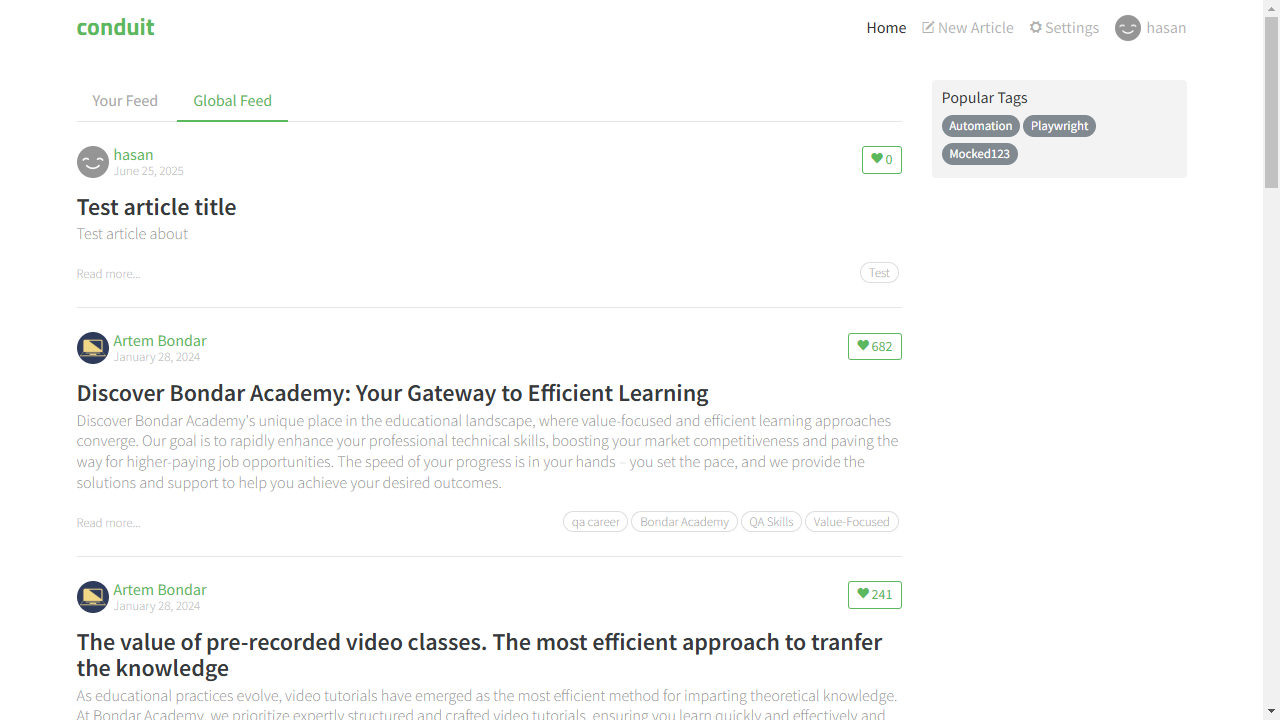 conduit
Home New Article Settings hasan
Your Feed Global Feed
Popular Tags
Automation Playwright
Mocked123
hasan
June 25, 2025
0
Test article title
Test article about
Read more...
Test
Artem Bondar
January 28, 2024
682
Discover Bondar Academy: Your Gateway to Efficient Learning
Discover Bondar Academy's unique place in the educational landscape, where value-focused and efficient learning approaches
converge. Our goal is to rapidly enhance your professional technical skills, boosting your market competitiveness and paving the
way for higher-paying job opportunities. The speed of your progress is in your hands – you set the pace, and we provide the
solutions and support to help you achieve your desired outcomes.
Read more...
qa career Bondar Academy QA Skills Value-Focused
Artem Bondar
January 28, 2024
241
The value of pre-recorded video classes. The most efficient approach to tranfer
the knowledge
As educational practices evolve, video tutorials have emerged as the most efficient method for imparting theoretical knowledge.
At Bondar Academy, we prioritize expertly structured and crafted video tutorials, ensuring you learn quickly and effectively and